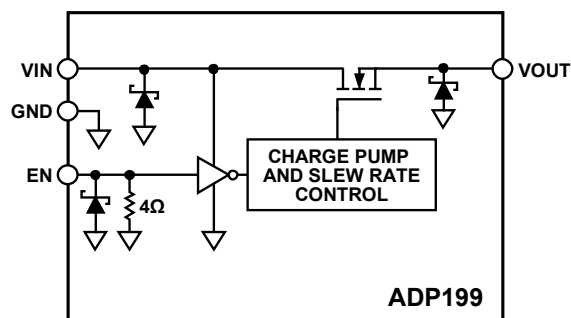 VIN
VOUT
GND
EN
4Ω
CHARGE PUMP
AND SLEW RATE
CONTROL
ADP199